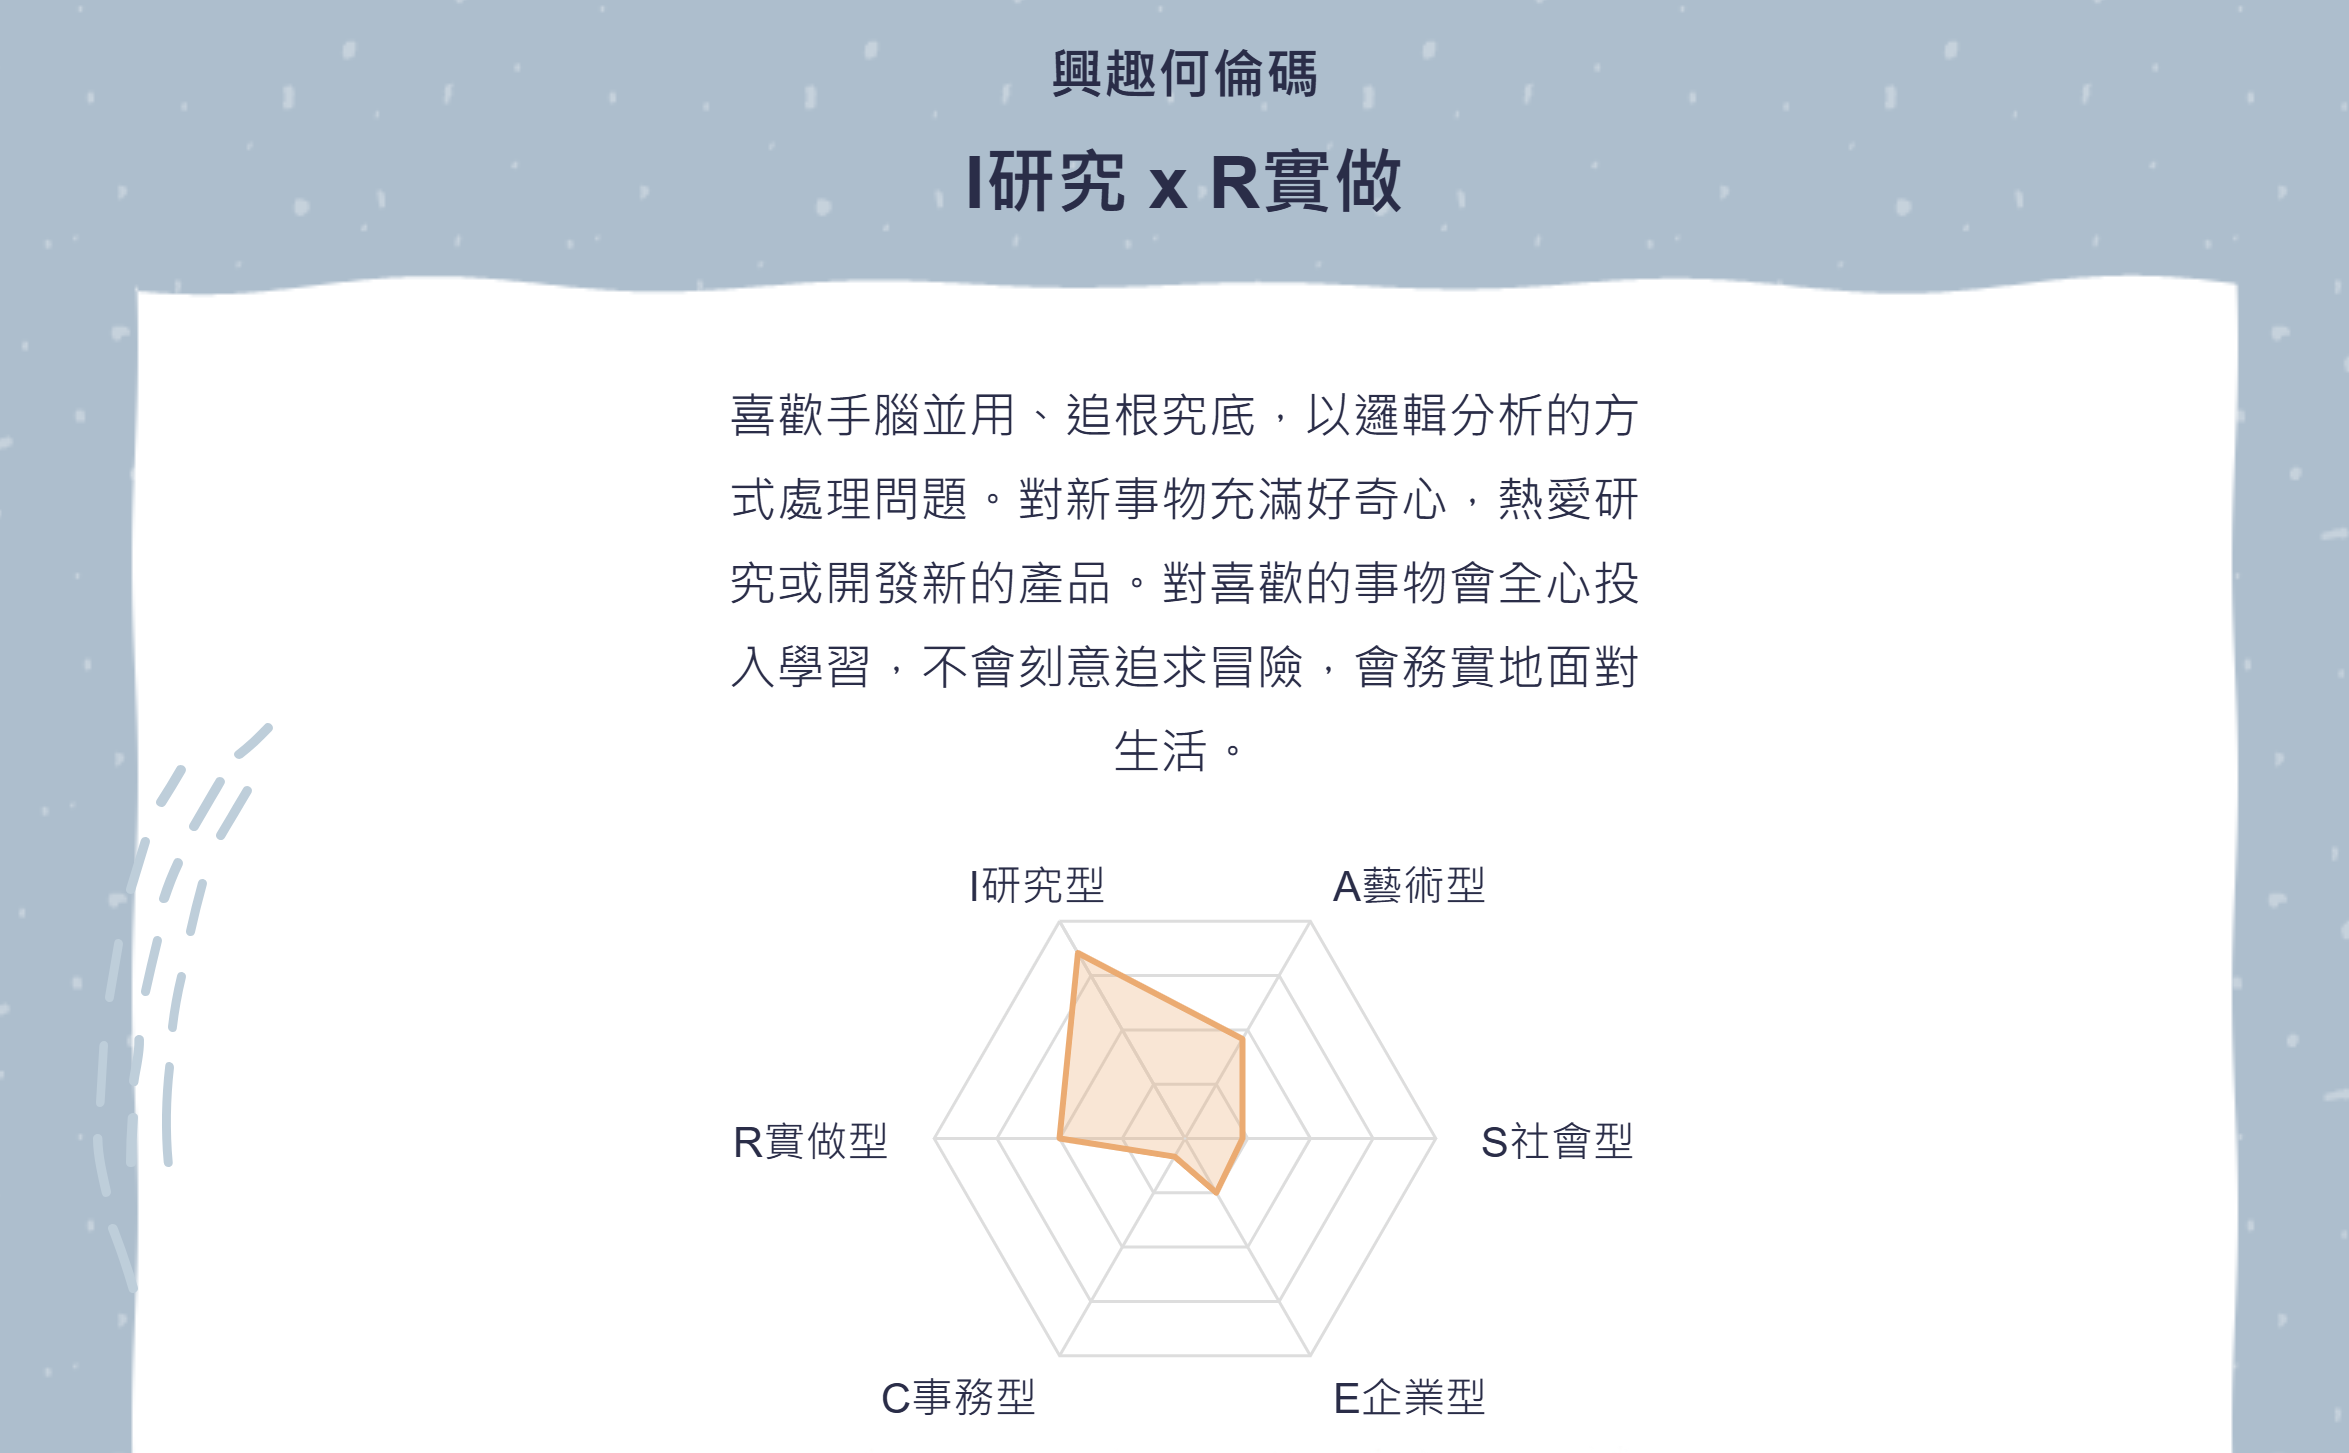 興趣何倫碼
I研究 x R實做
喜歡手腦並用、追根究底，以邏輯分析的方
式處理問題。對新事物充滿好奇心，熱愛研
究或開發新的產品。對喜歡的事物會全心投
入學習，不會刻意追求冒險，會務實地面對
生活。
I研究型
A藝術型
R實做型
S社會型
C事務型
E企業型